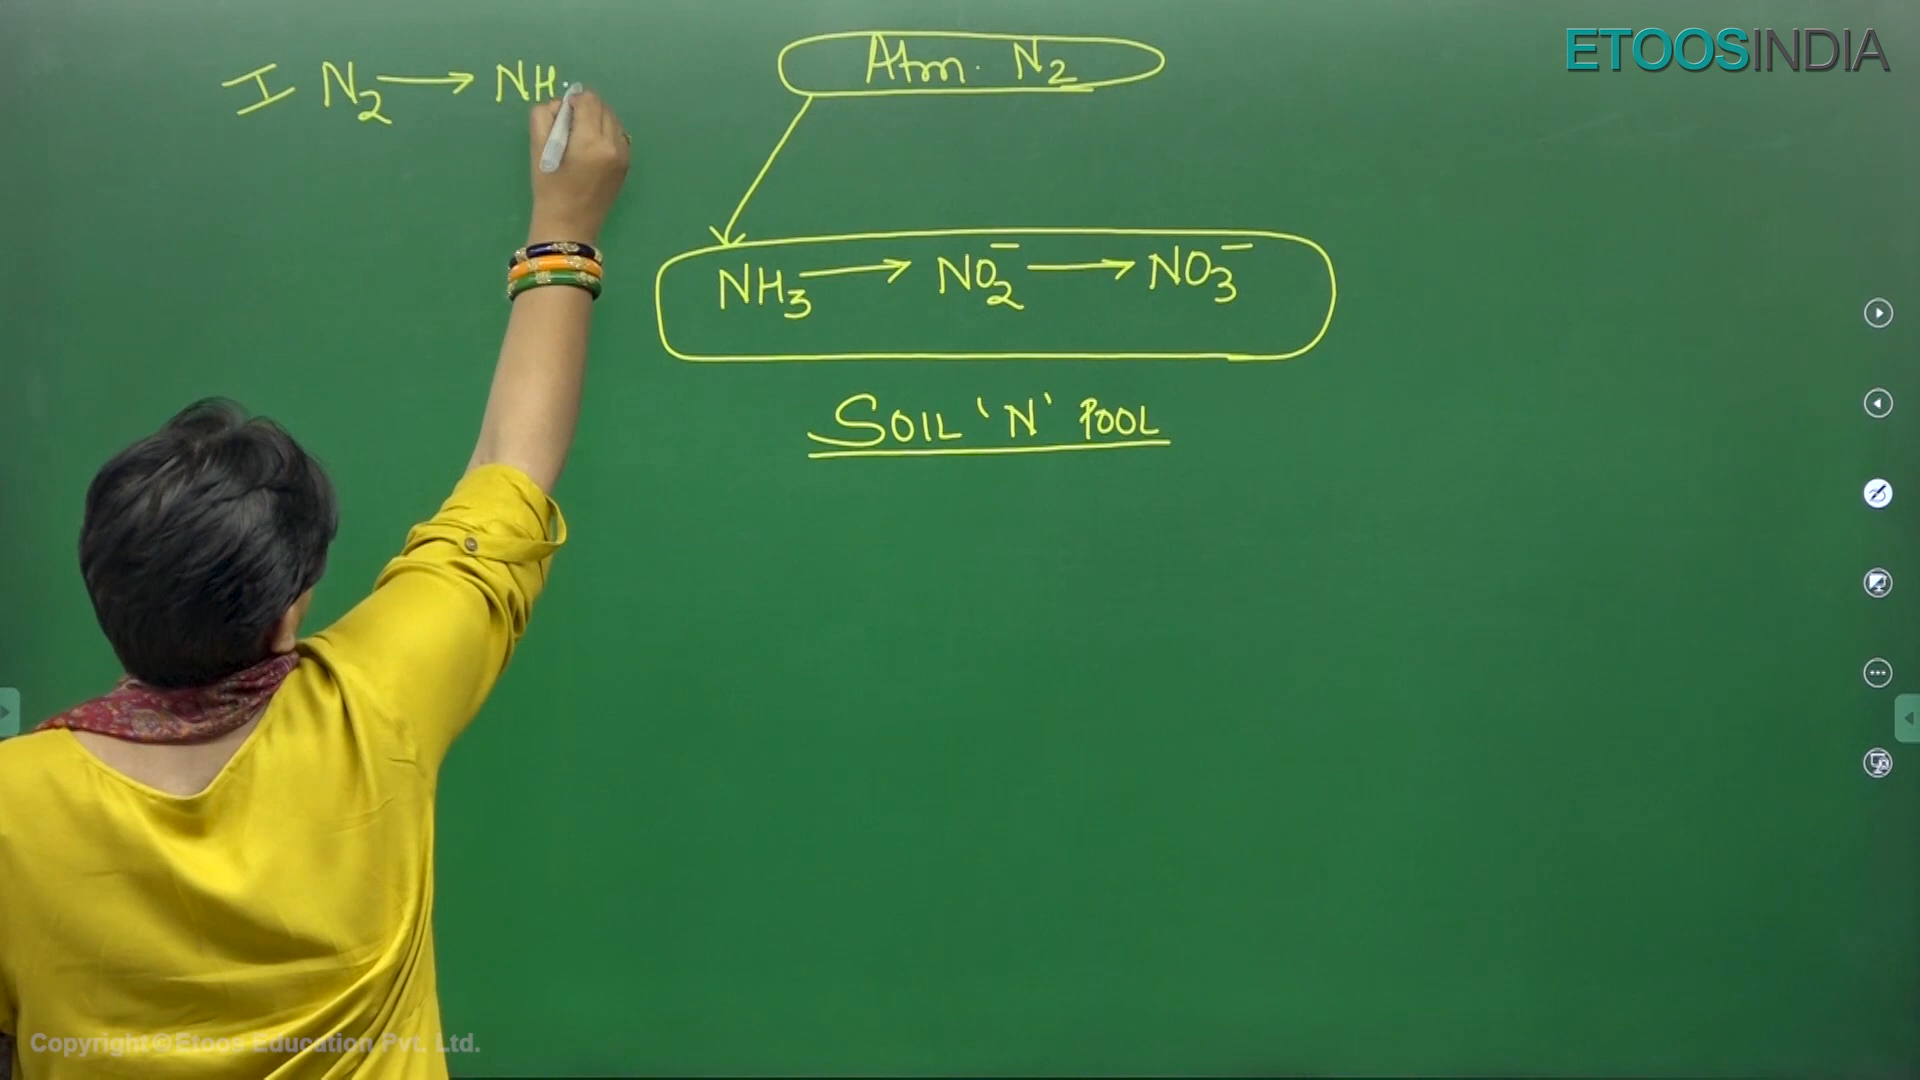 ETOOSINDIA
I N₂ → NH
Atm. N₂
NH₃ → NO₂⁻ → NO₃⁻
SOIL 'N' POOL
Copyright © Etoos Education Pvt. Ltd.